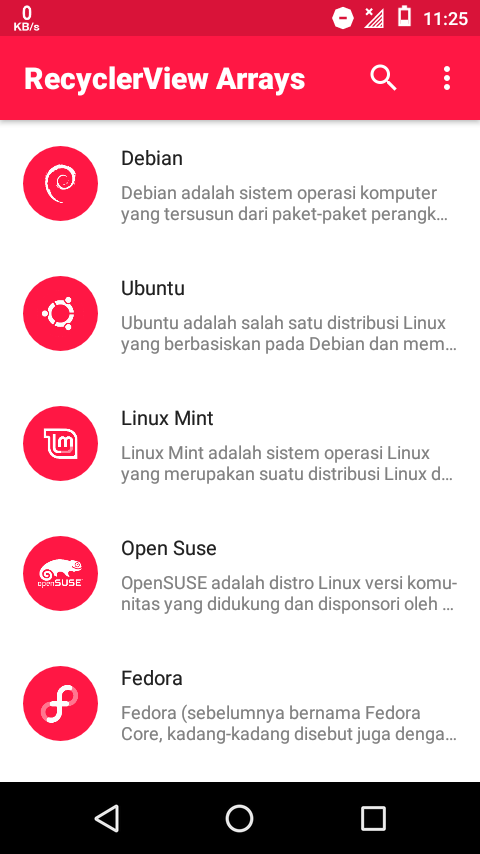 0
KB/s
11:25
RecyclerView Arrays
Debian
Debian adalah sistem operasi komputer
yang tersusun dari paket-paket perangk…
Ubuntu
Ubuntu adalah salah satu distribusi Linux
yang berbasiskan pada Debian dan mem…
Linux Mint
Linux Mint adalah sistem operasi Linux
yang merupakan suatu distribusi Linux d…
openSUSE
Open Suse
OpenSUSE adalah distro Linux versi komu-
nitas yang didukung dan disponsori oleh …
Fedora
Fedora (sebelumnya bernama Fedora
Core, kadang-kadang disebut juga denga…